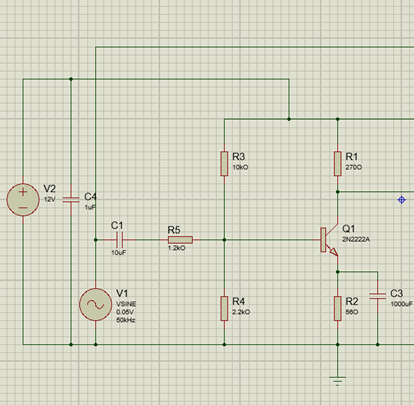 R3
10kΩ
R1
270Ω
V2
12V
C4
1uF
C1
10uF
R5
1.2kΩ
Q1
2N2222A
V1
VSINE
0.05V
50kHz
R4
2.2kΩ
R2
56Ω
C3
1000uF